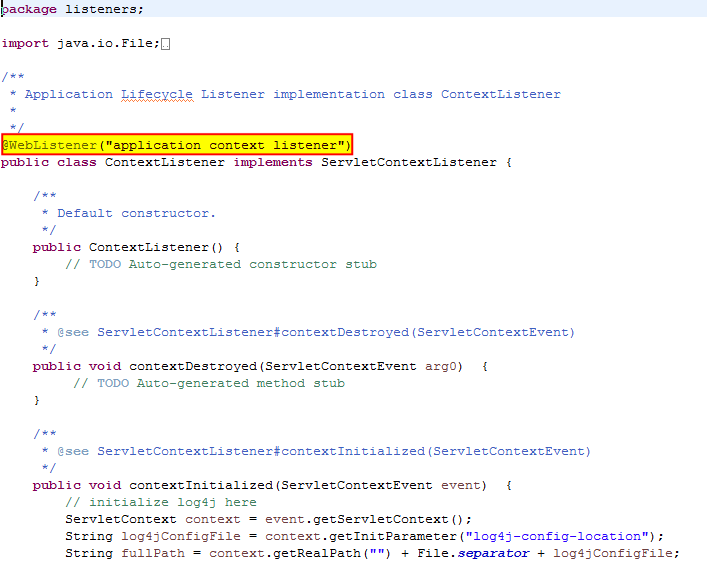 package listeners;
import java.io.File;
/**
 * Application Lifecycle Listener implementation class ContextListener
 *
 */
@WebListener("application context listener")
public class ContextListener implements ServletContextListener {
    /**
     * Default constructor.
     */
    public ContextListener() {
        // TODO Auto-generated constructor stub
    }
    /**
     * @see ServletContextListener#contextDestroyed(ServletContextEvent)
     */
    public void contextDestroyed(ServletContextEvent arg0)  {
         // TODO Auto-generated method stub
    }
    /**
     * @see ServletContextListener#contextInitialized(ServletContextEvent)
     */
    public void contextInitialized(ServletContextEvent event)  {
        // initialize log4j here
        ServletContext context = event.getServletContext();
        String log4jConfigFile = context.getInitParameter("log4j-config-location");
        String fullPath = context.getRealPath("") + File.separator + log4jConfigFile;